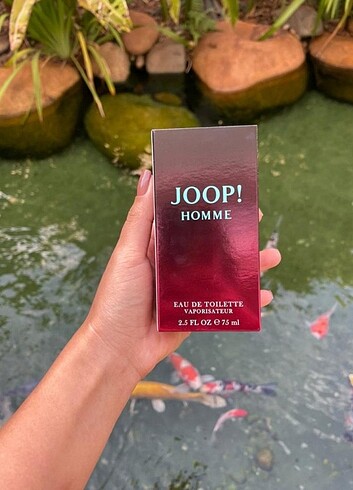 JOOP!
HOMME
EAU DE TOILETTE
VAPORISATEUR
2.5 FL OZ ℮ 75 ml